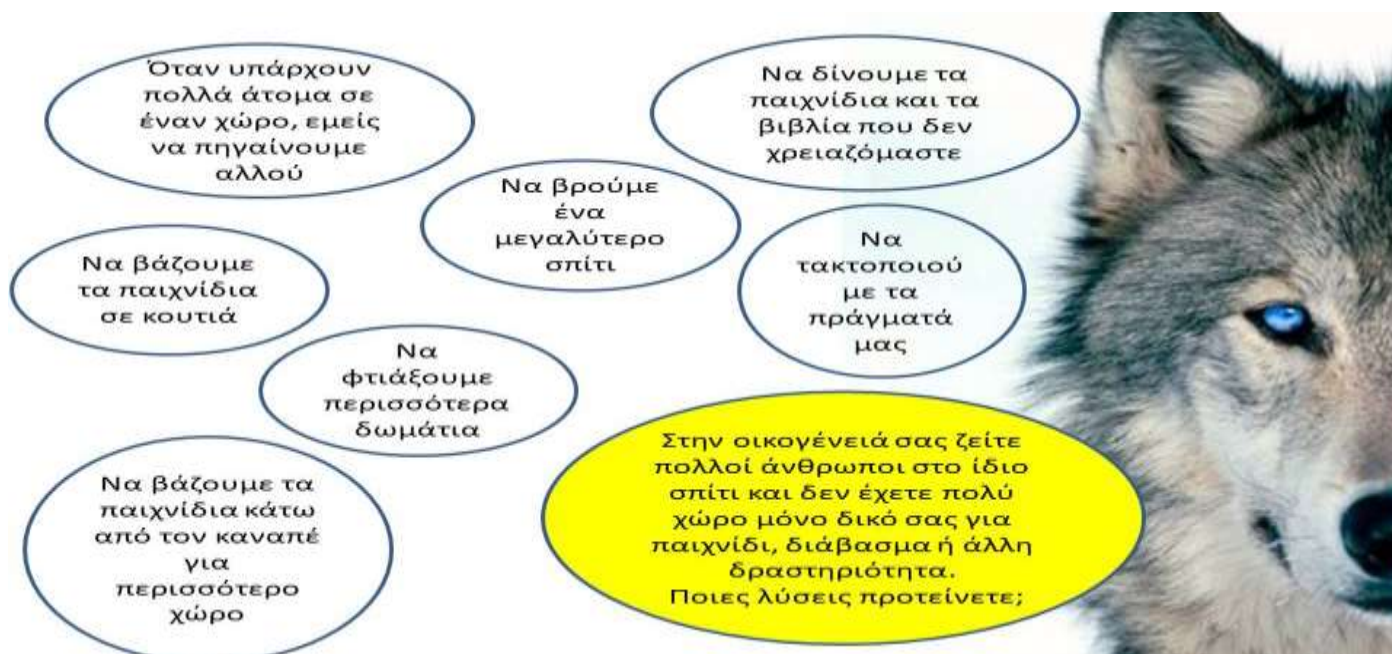 Όταν υπάρχουν
πολλά άτομα σε
έναν χώρο, εμείς
να πηγαίνουμε
αλλού
Να δίνουμε τα
παιχνίδια και τα
βιβλία που δεν
χρειαζόμαστε
Να βρούμε
ένα
μεγαλύτερο
σπίτι
Να
τακτοποιού
με τα
πράγματά
μας
Να βάζουμε
τα παιχνίδια
σε κουτιά
Να
φτιάξουμε
περισσότερα
δωμάτια
Στην οικογένειά σας ζείτε
πολλοί άνθρωποι στο ίδιο
σπίτι και δεν έχετε πολύ
χώρο μόνο δικό σας για
παιχνίδι, διάβασμα ή άλλη
δραστηριότητα.
Ποιες λύσεις προτείνετε;
Να βάζουμε τα
παιχνίδια κάτω
από τον καναπέ
για
περισσότερο
χώρο